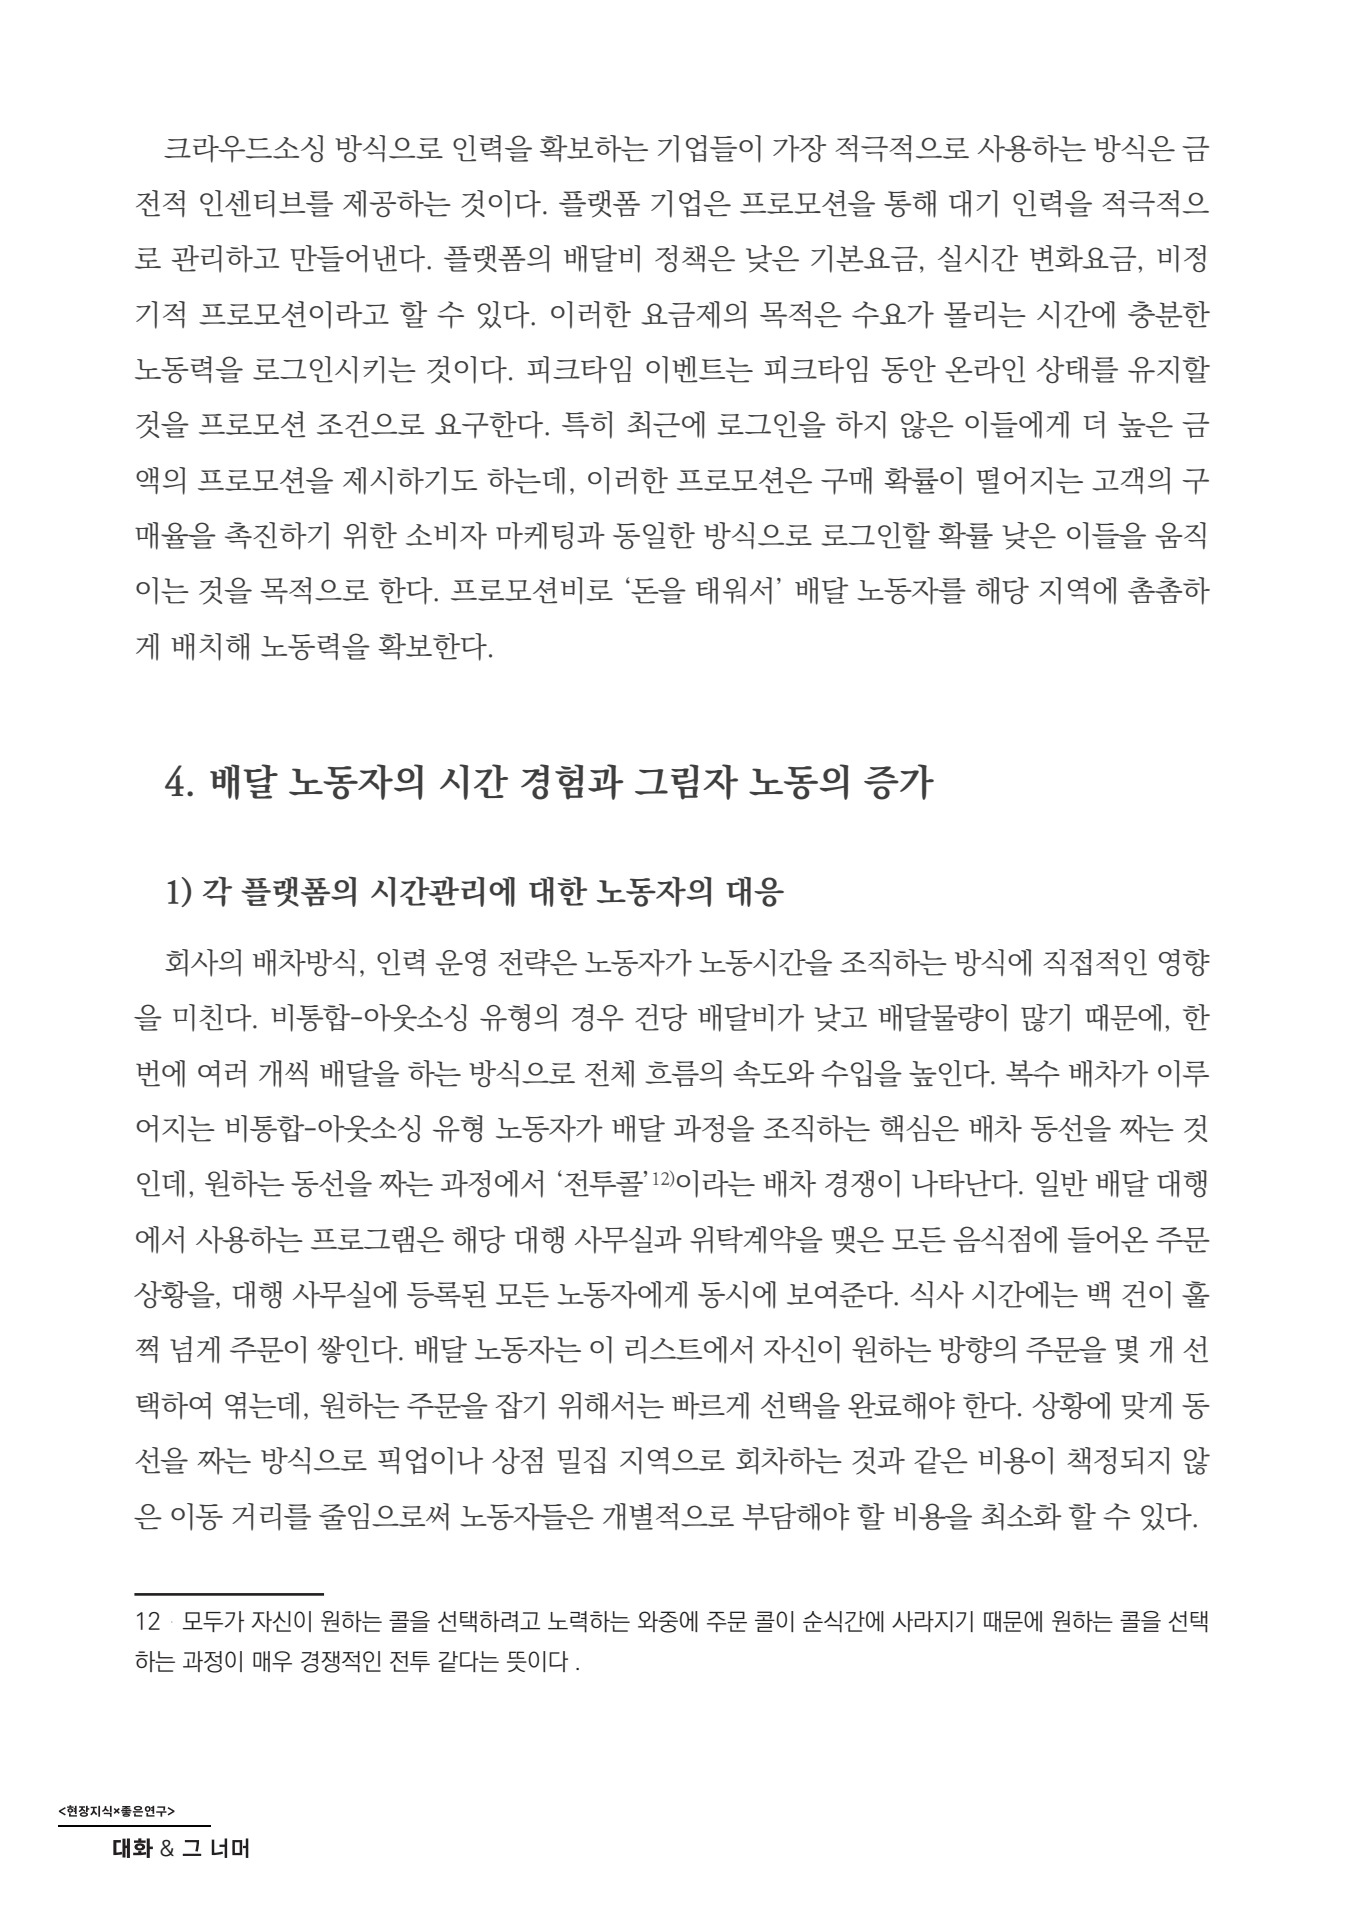 크라우드소싱 방식으로 인력을 확보하는 기업들이 가장 적극적으로 사용하는 방식은 금
전적 인센티브를 제공하는 것이다. 플랫폼 기업은 프로모션을 통해 대기 인력을 적극적으
로 관리하고 만들어낸다. 플랫폼의 배달비 정책은 낮은 기본요금, 실시간 변화요금, 비정
기적 프로모션이라고 할 수 있다. 이러한 요금제의 목적은 수요가 몰리는 시간에 충분한
노동력을 로그인시키는 것이다. 피크타임 이벤트는 피크타임 동안 온라인 상태를 유지할
것을 프로모션 조건으로 요구한다. 특히 최근에 로그인을 하지 않은 이들에게 더 높은 금
액의 프로모션을 제시하기도 하는데, 이러한 프로모션은 구매 확률이 떨어지는 고객의 구
매율을 촉진하기 위한 소비자 마케팅과 동일한 방식으로 로그인할 확률 낮은 이들을 움직
이는 것을 목적으로 한다. 프로모션비로 ‘돈을 태워서’ 배달 노동자를 해당 지역에 촘촘하
게 배치해 노동력을 확보한다.
4. 배달 노동자의 시간 경험과 그림자 노동의 증가
1) 각 플랫폼의 시간관리에 대한 노동자의 대응
회사의 배차방식, 인력 운영 전략은 노동자가 노동시간을 조직하는 방식에 직접적인 영향
을 미친다. 비통합-아웃소싱 유형의 경우 건당 배달비가 낮고 배달물량이 많기 때문에, 한
번에 여러 개씩 배달을 하는 방식으로 전체 흐름의 속도와 수입을 높인다. 복수 배차가 이루
어지는 비통합-아웃소싱 유형 노동자가 배달 과정을 조직하는 핵심은 배차 동선을 짜는 것
인데, 원하는 동선을 짜는 과정에서 ‘전투콜’12)이라는 배차 경쟁이 나타난다. 일반 배달 대행
에서 사용하는 프로그램은 해당 대행 사무실과 위탁계약을 맺은 모든 음식점에 들어온 주문
상황을, 대행 사무실에 등록된 모든 노동자에게 동시에 보여준다. 식사 시간에는 백 건이 훌
쩍 넘게 주문이 쌓인다. 배달 노동자는 이 리스트에서 자신이 원하는 방향의 주문을 몇 개 선
택하여 엮는데, 원하는 주문을 잡기 위해서는 빠르게 선택을 완료해야 한다. 상황에 맞게 동
선을 짜는 방식으로 픽업이나 상점 밀집 지역으로 회차하는 것과 같은 비용이 책정되지 않
은 이동 거리를 줄임으로써 노동자들은 개별적으로 부담해야 할 비용을 최소화 할 수 있다.
12 · 모두가 자신이 원하는 콜을 선택하려고 노력하는 와중에 주문 콜이 순식간에 사라지기 때문에 원하는 콜을 선택
하는 과정이 매우 경쟁적인 전투 같다는 뜻이다 .
<현장지식×좋은연구>
대화 & 그 너머